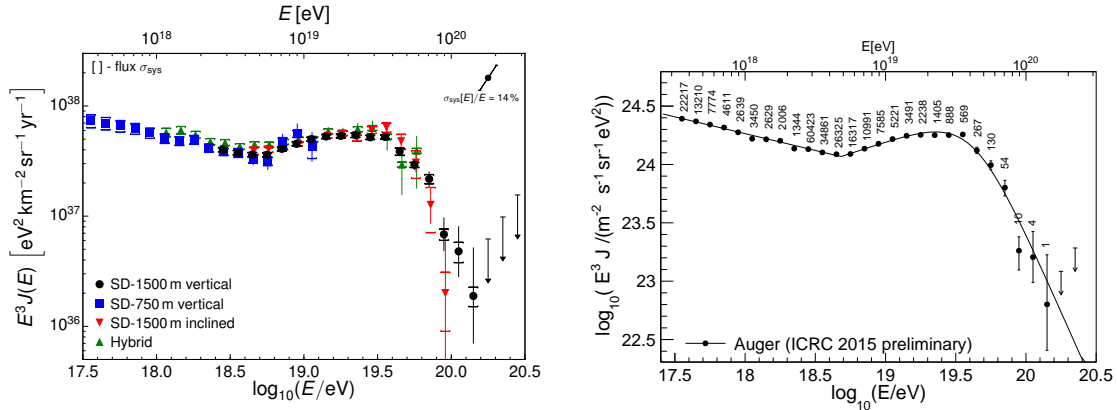 E [eV]
10^18 10^19 10^20
[ ] - flux σ_sys
σ_sys[E]/E = 14%
10^38
10^37
10^36
E^3 J(E) [eV^2 km^−2 sr^−1 yr^−1]
SD-1500 m vertical
SD-750 m vertical
SD-1500 m inclined
Hybrid
17.5 18.0 18.5 19.0 19.5 20.0 20.5
log_10(E/eV)
E[eV]
10^18 10^19 10^20
24.5
24
23.5
23
22.5
log_10( E^3 J /(m^-2 s^-1 sr^-1 eV^2))
22217 13210 7774 4611 2639 3450 2629 2006 1344 60423 34861 26325 16317 10991 7585 5221 3491 2238 1405 888 569 267 130 54 10 4 1
Auger (ICRC 2015 preliminary)
17.5 18 18.5 19 19.5 20 20.5
log_10(E/eV)